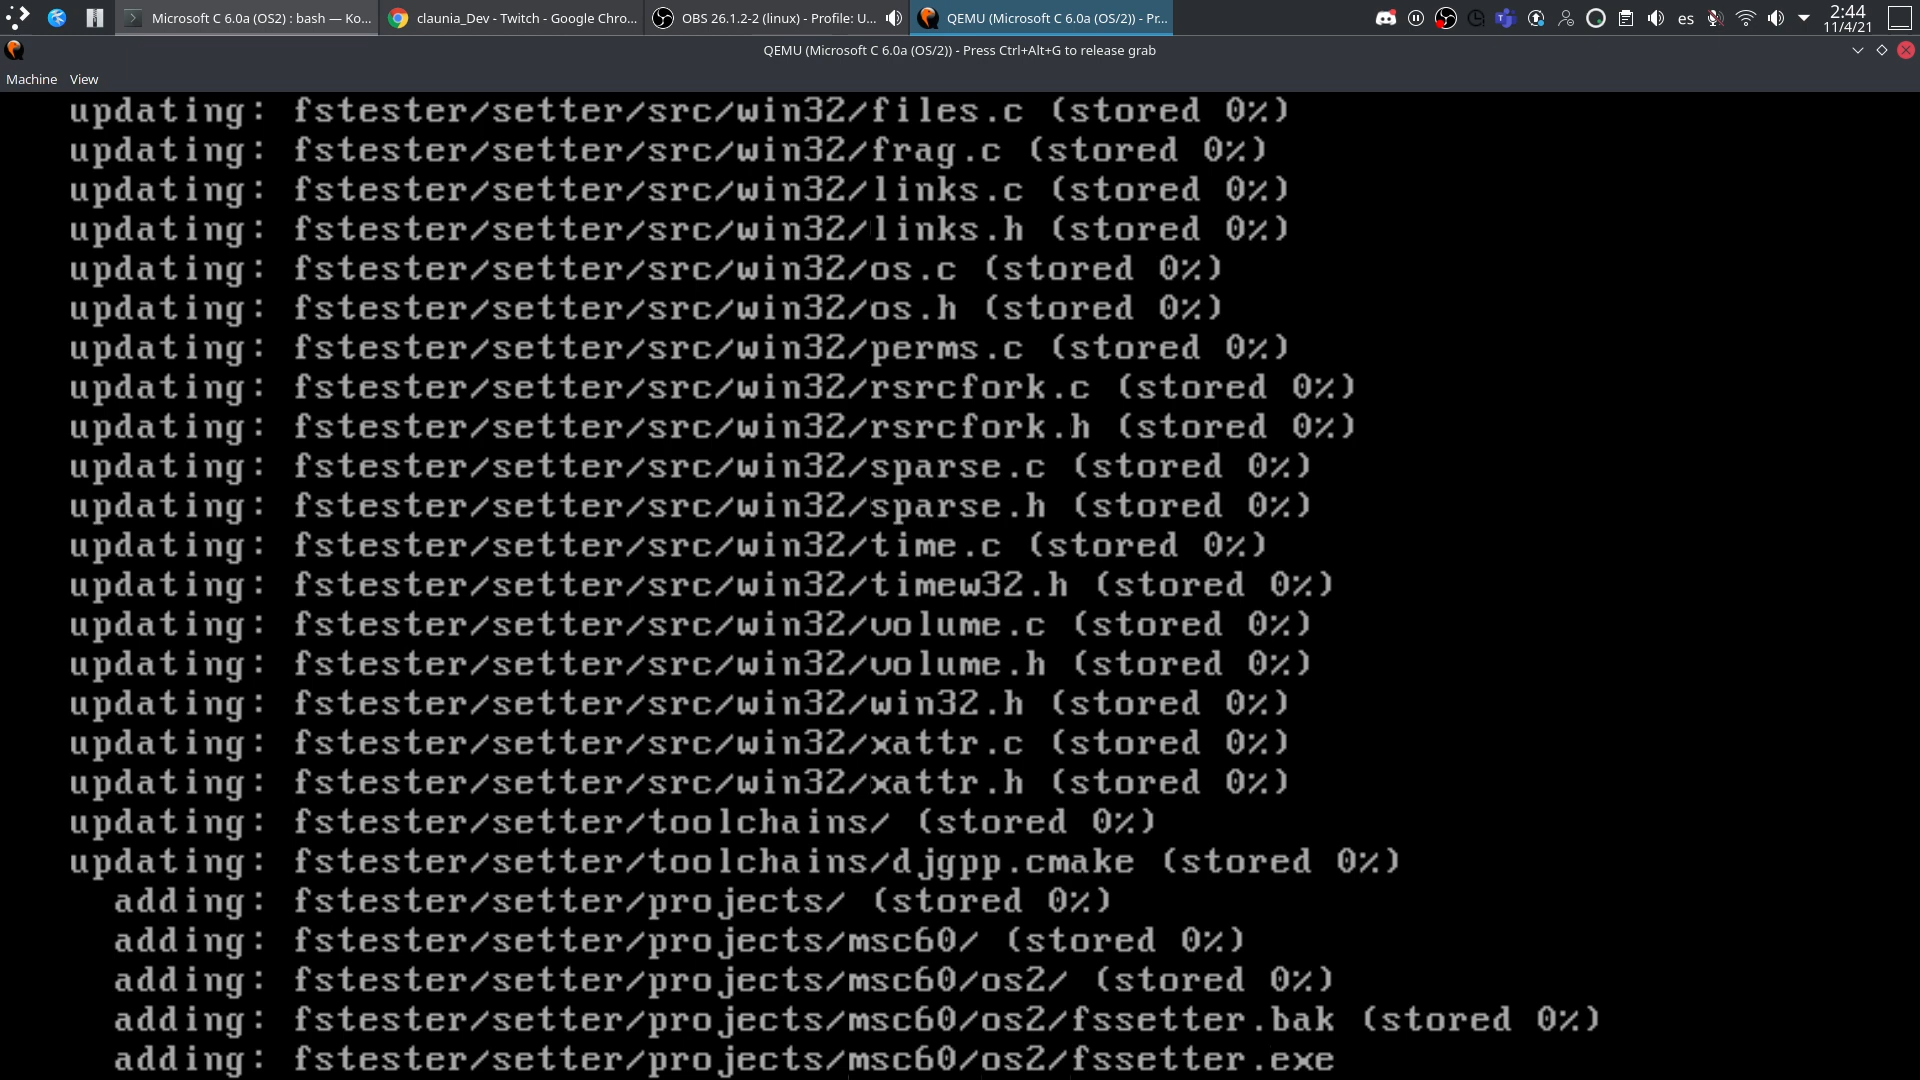 Microsoft C 6.0a (OS2) : bash — Ko...
claunia_Dev - Twitch - Google Chro...
OBS 26.1.2-2 (linux) - Profile: U...
QEMU (Microsoft C 6.0a (OS/2)) - Pr...
es
2:44
11/4/21
QEMU (Microsoft C 6.0a (OS/2)) - Press Ctrl+Alt+G to release grab
Machine View
updating: fstester/setter/src/win32/files.c (stored 0%)
updating: fstester/setter/src/win32/frag.c (stored 0%)
updating: fstester/setter/src/win32/links.c (stored 0%)
updating: fstester/setter/src/win32/links.h (stored 0%)
updating: fstester/setter/src/win32/os.c (stored 0%)
updating: fstester/setter/src/win32/os.h (stored 0%)
updating: fstester/setter/src/win32/perms.c (stored 0%)
updating: fstester/setter/src/win32/rsrcfork.c (stored 0%)
updating: fstester/setter/src/win32/rsrcfork.h (stored 0%)
updating: fstester/setter/src/win32/sparse.c (stored 0%)
updating: fstester/setter/src/win32/sparse.h (stored 0%)
updating: fstester/setter/src/win32/time.c (stored 0%)
updating: fstester/setter/src/win32/timew32.h (stored 0%)
updating: fstester/setter/src/win32/volume.c (stored 0%)
updating: fstester/setter/src/win32/volume.h (stored 0%)
updating: fstester/setter/src/win32/win32.h (stored 0%)
updating: fstester/setter/src/win32/xattr.c (stored 0%)
updating: fstester/setter/src/win32/xattr.h (stored 0%)
updating: fstester/setter/toolchains/ (stored 0%)
updating: fstester/setter/toolchains/djgpp.cmake (stored 0%)
adding: fstester/setter/projects/ (stored 0%)
adding: fstester/setter/projects/msc60/ (stored 0%)
adding: fstester/setter/projects/msc60/os2/ (stored 0%)
adding: fstester/setter/projects/msc60/os2/fssetter.bak (stored 0%)
adding: fstester/setter/projects/msc60/os2/fssetter.exe